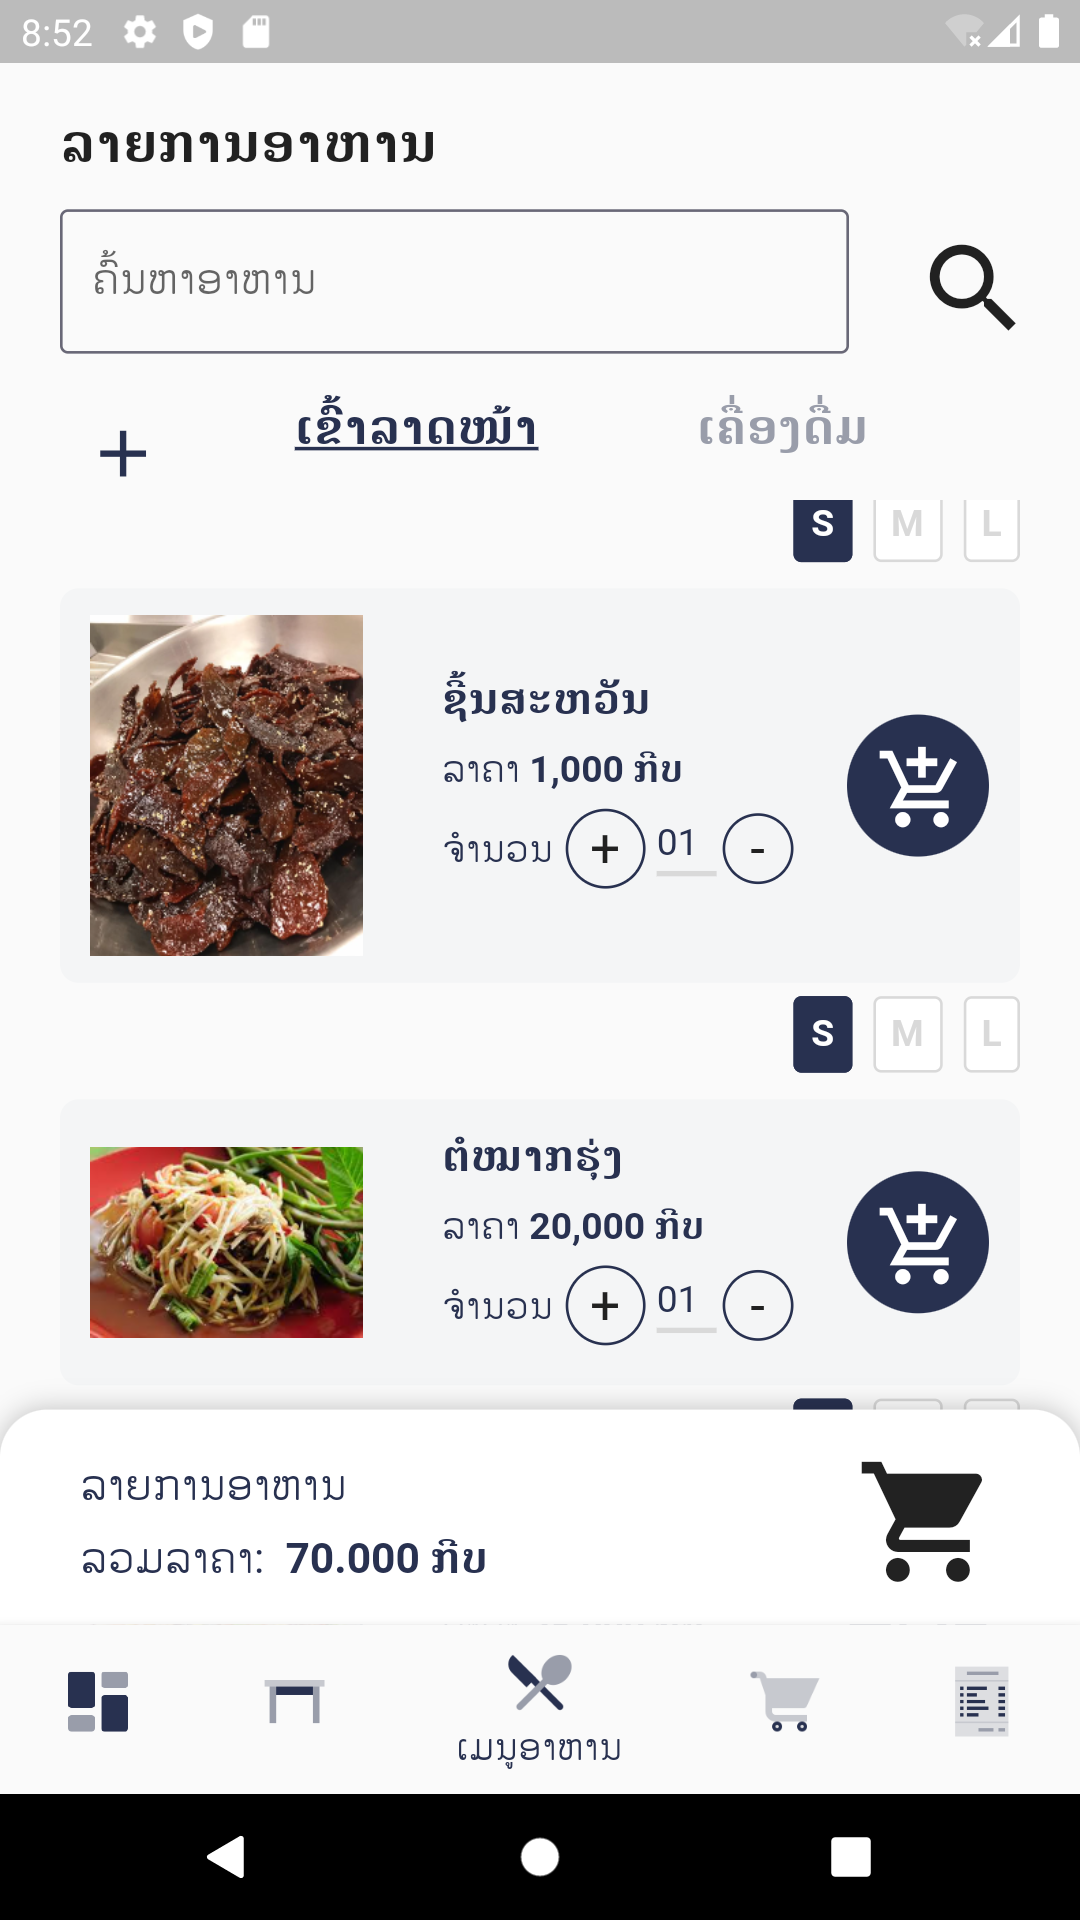 8:52
ລາຍການອາຫານ
ຄົ້ນຫາອາຫານ
+ ເຂົ້າລາດໜ້າ ເຄື່ອງດື່ມ
S M L
ຊີ້ນສະຫວັນ
ລາຄາ 1,000 ກີບ
ຈຳນວນ + 01 -
S M L
ຕໍາໝາກຮຸ່ງ
ລາຄາ 20,000 ກີບ
ຈຳນວນ + 01 -
ລາຍການອາຫານ
ລວມລາຄາ: 70.000 ກີບ
ເມນູອາຫານ